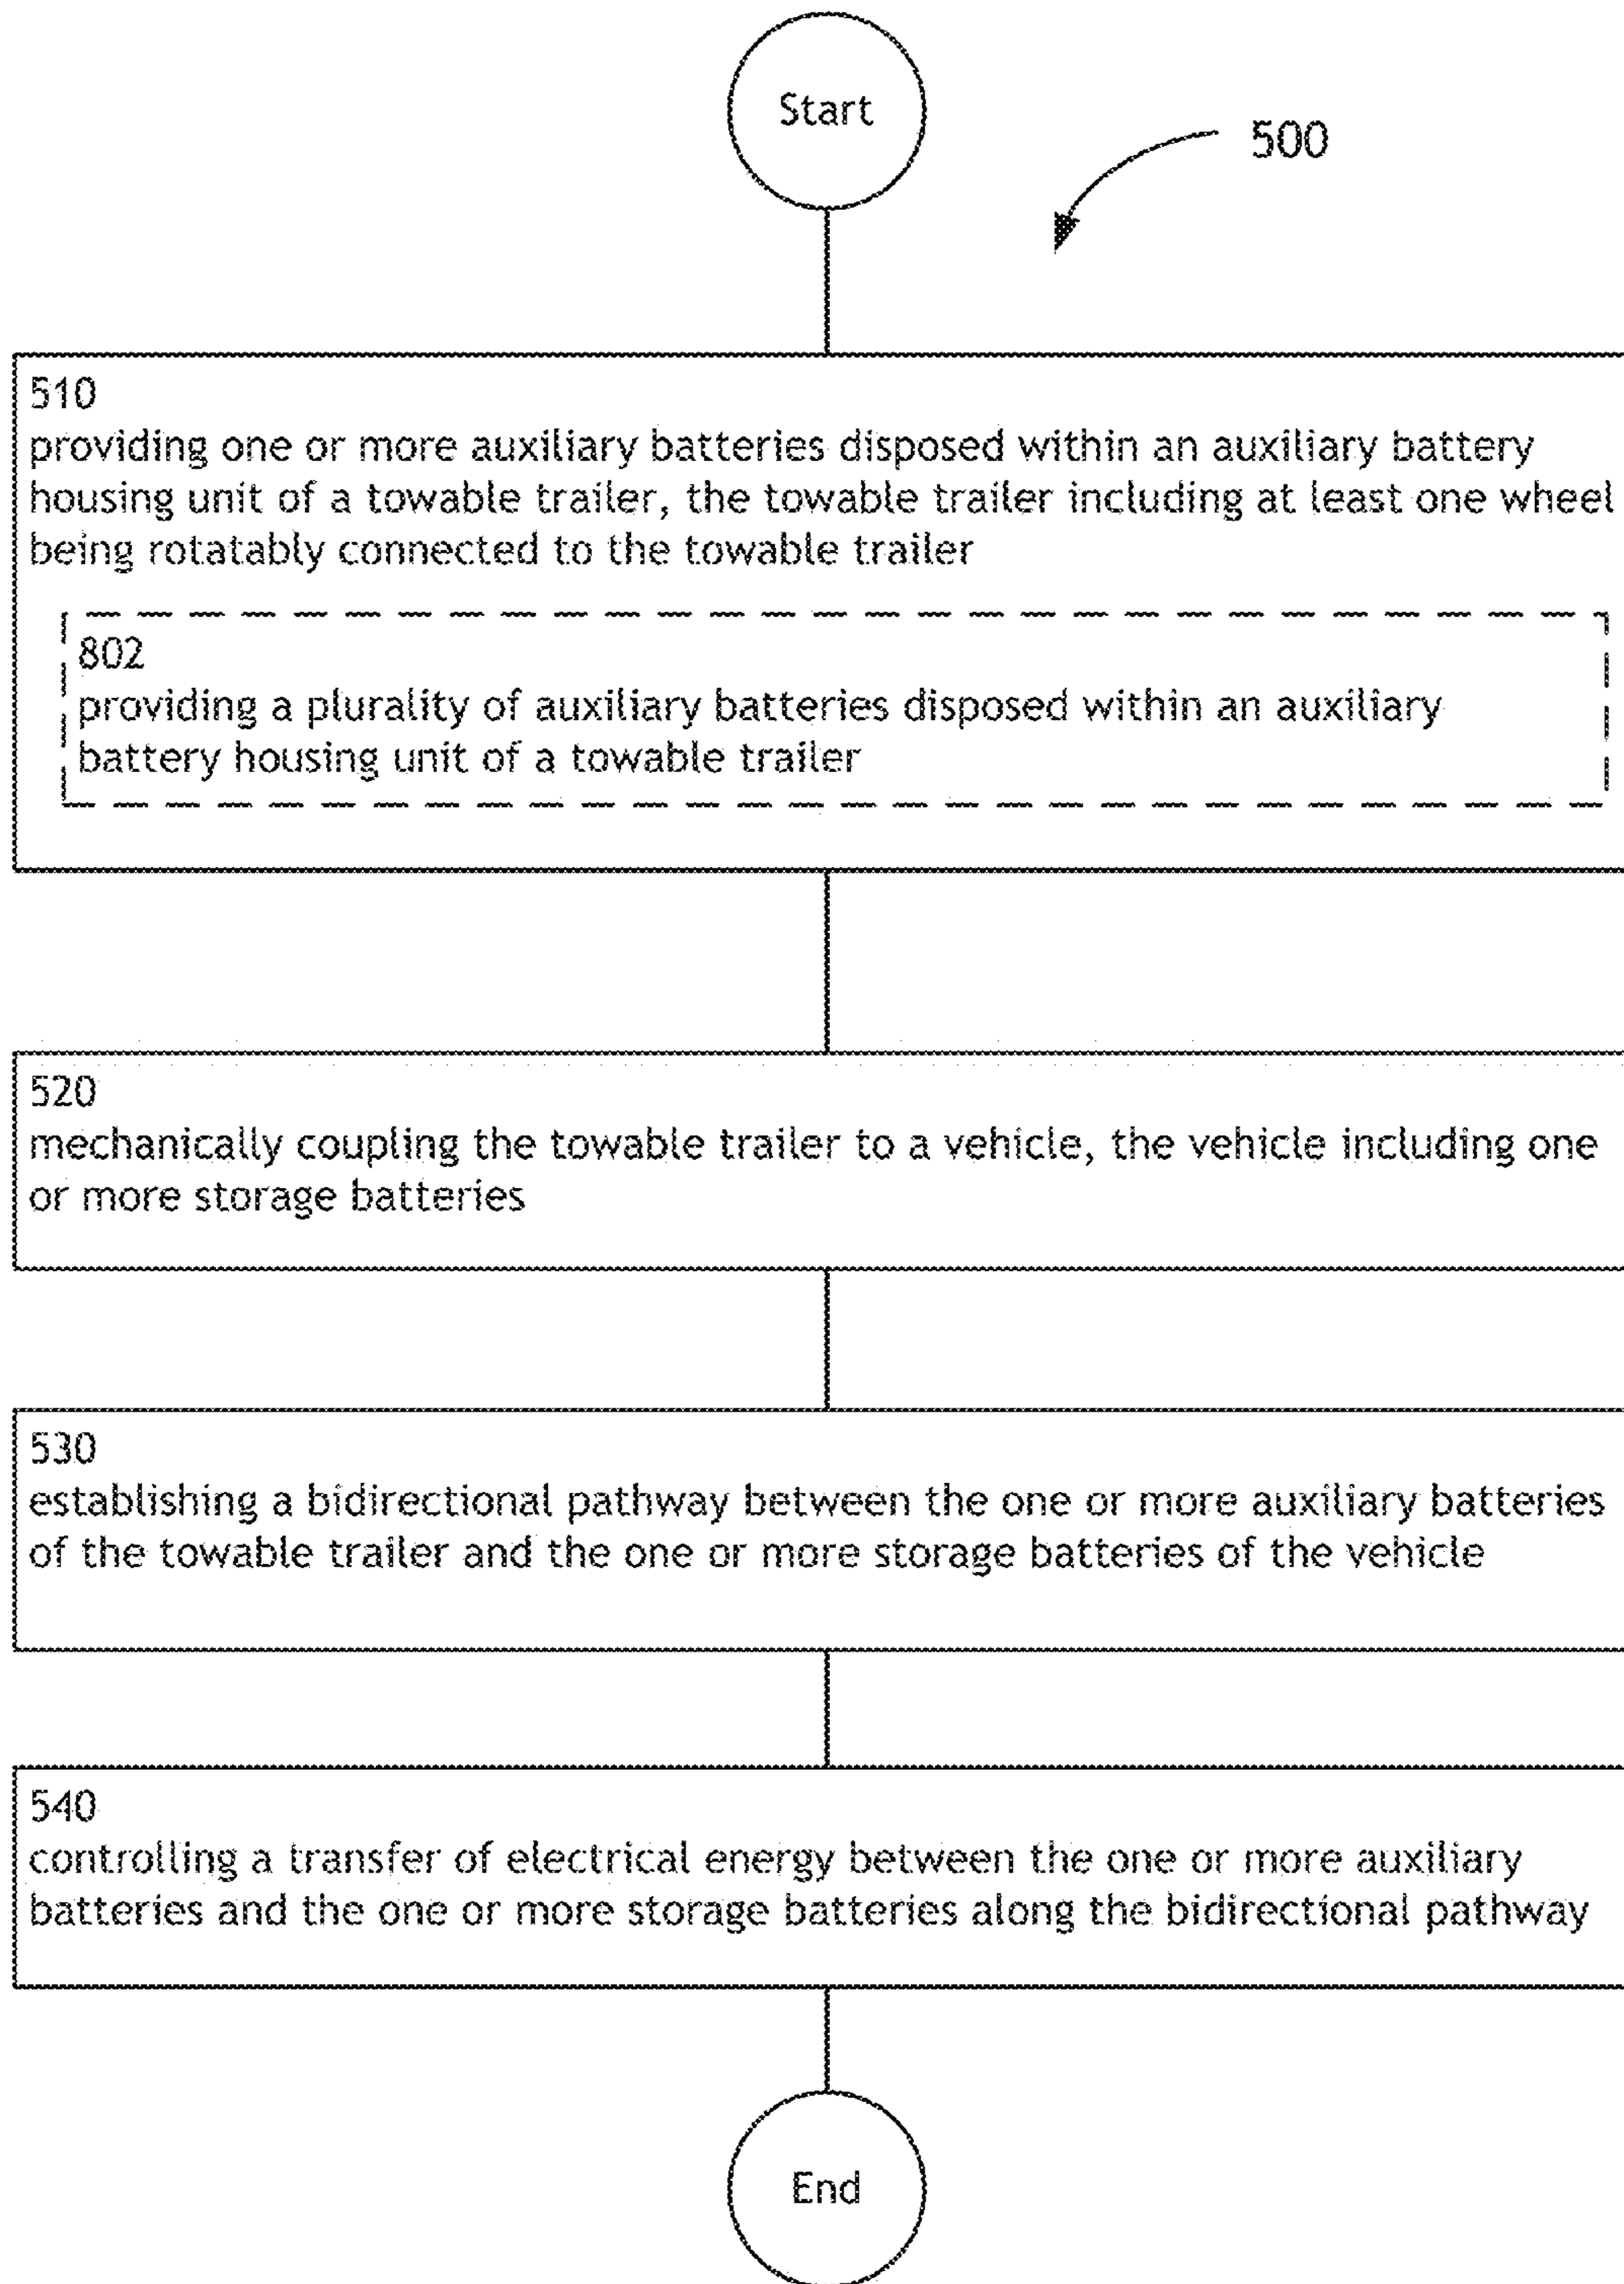 Start
500
510
providing one or more auxiliary batteries disposed within an auxiliary battery
housing unit of a towable trailer, the towable trailer including at least one wheel
being rotatably connected to the towable trailer
802
providing a plurality of auxiliary batteries disposed within an auxiliary
battery housing unit of a towable trailer
520
mechanically coupling the towable trailer to a vehicle, the vehicle including one
or more storage batteries
530
establishing a bidirectional pathway between the one or more auxiliary batteries
of the towable trailer and the one or more storage batteries of the vehicle
540
controlling a transfer of electrical energy between the one or more auxiliary
batteries and the one or more storage batteries along the bidirectional pathway
End